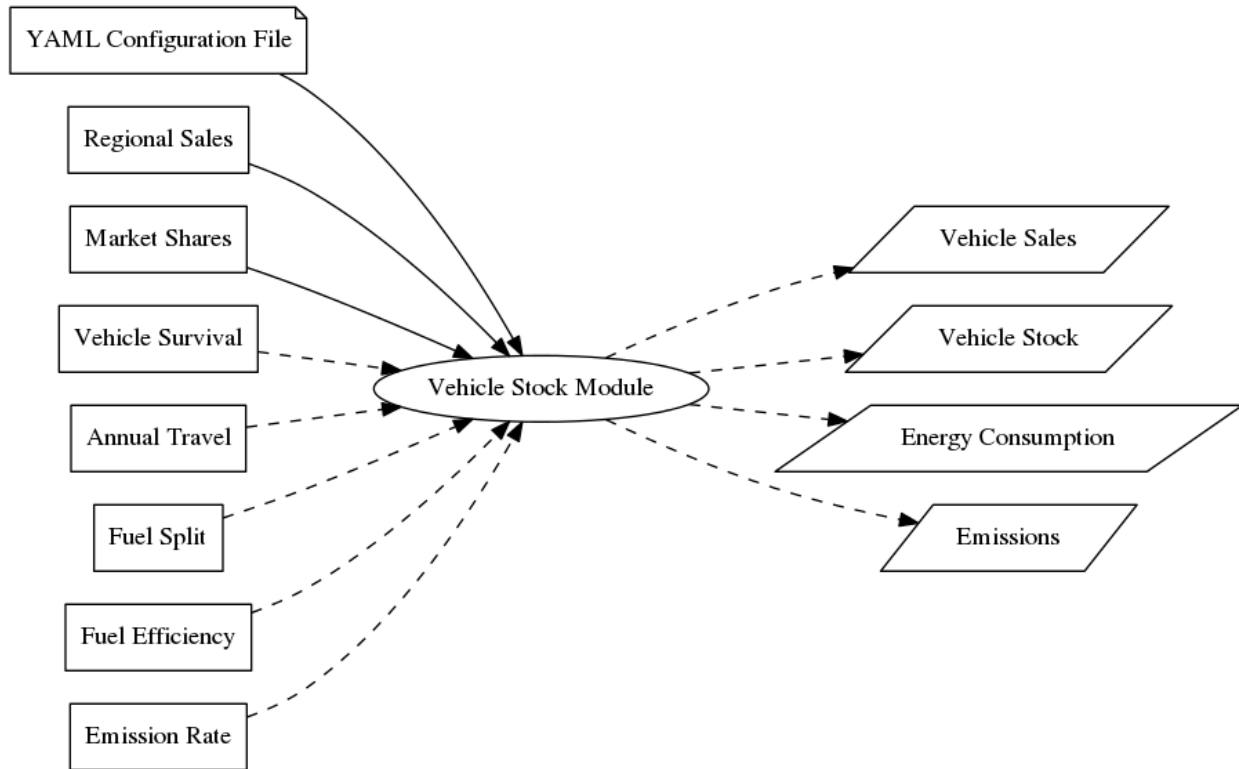 YAML Configuration File
Regional Sales
Market Shares
Vehicle Survival
Annual Travel
Fuel Split
Fuel Efficiency
Emission Rate
Vehicle Stock Module
Vehicle Sales
Vehicle Stock
Energy Consumption
Emissions